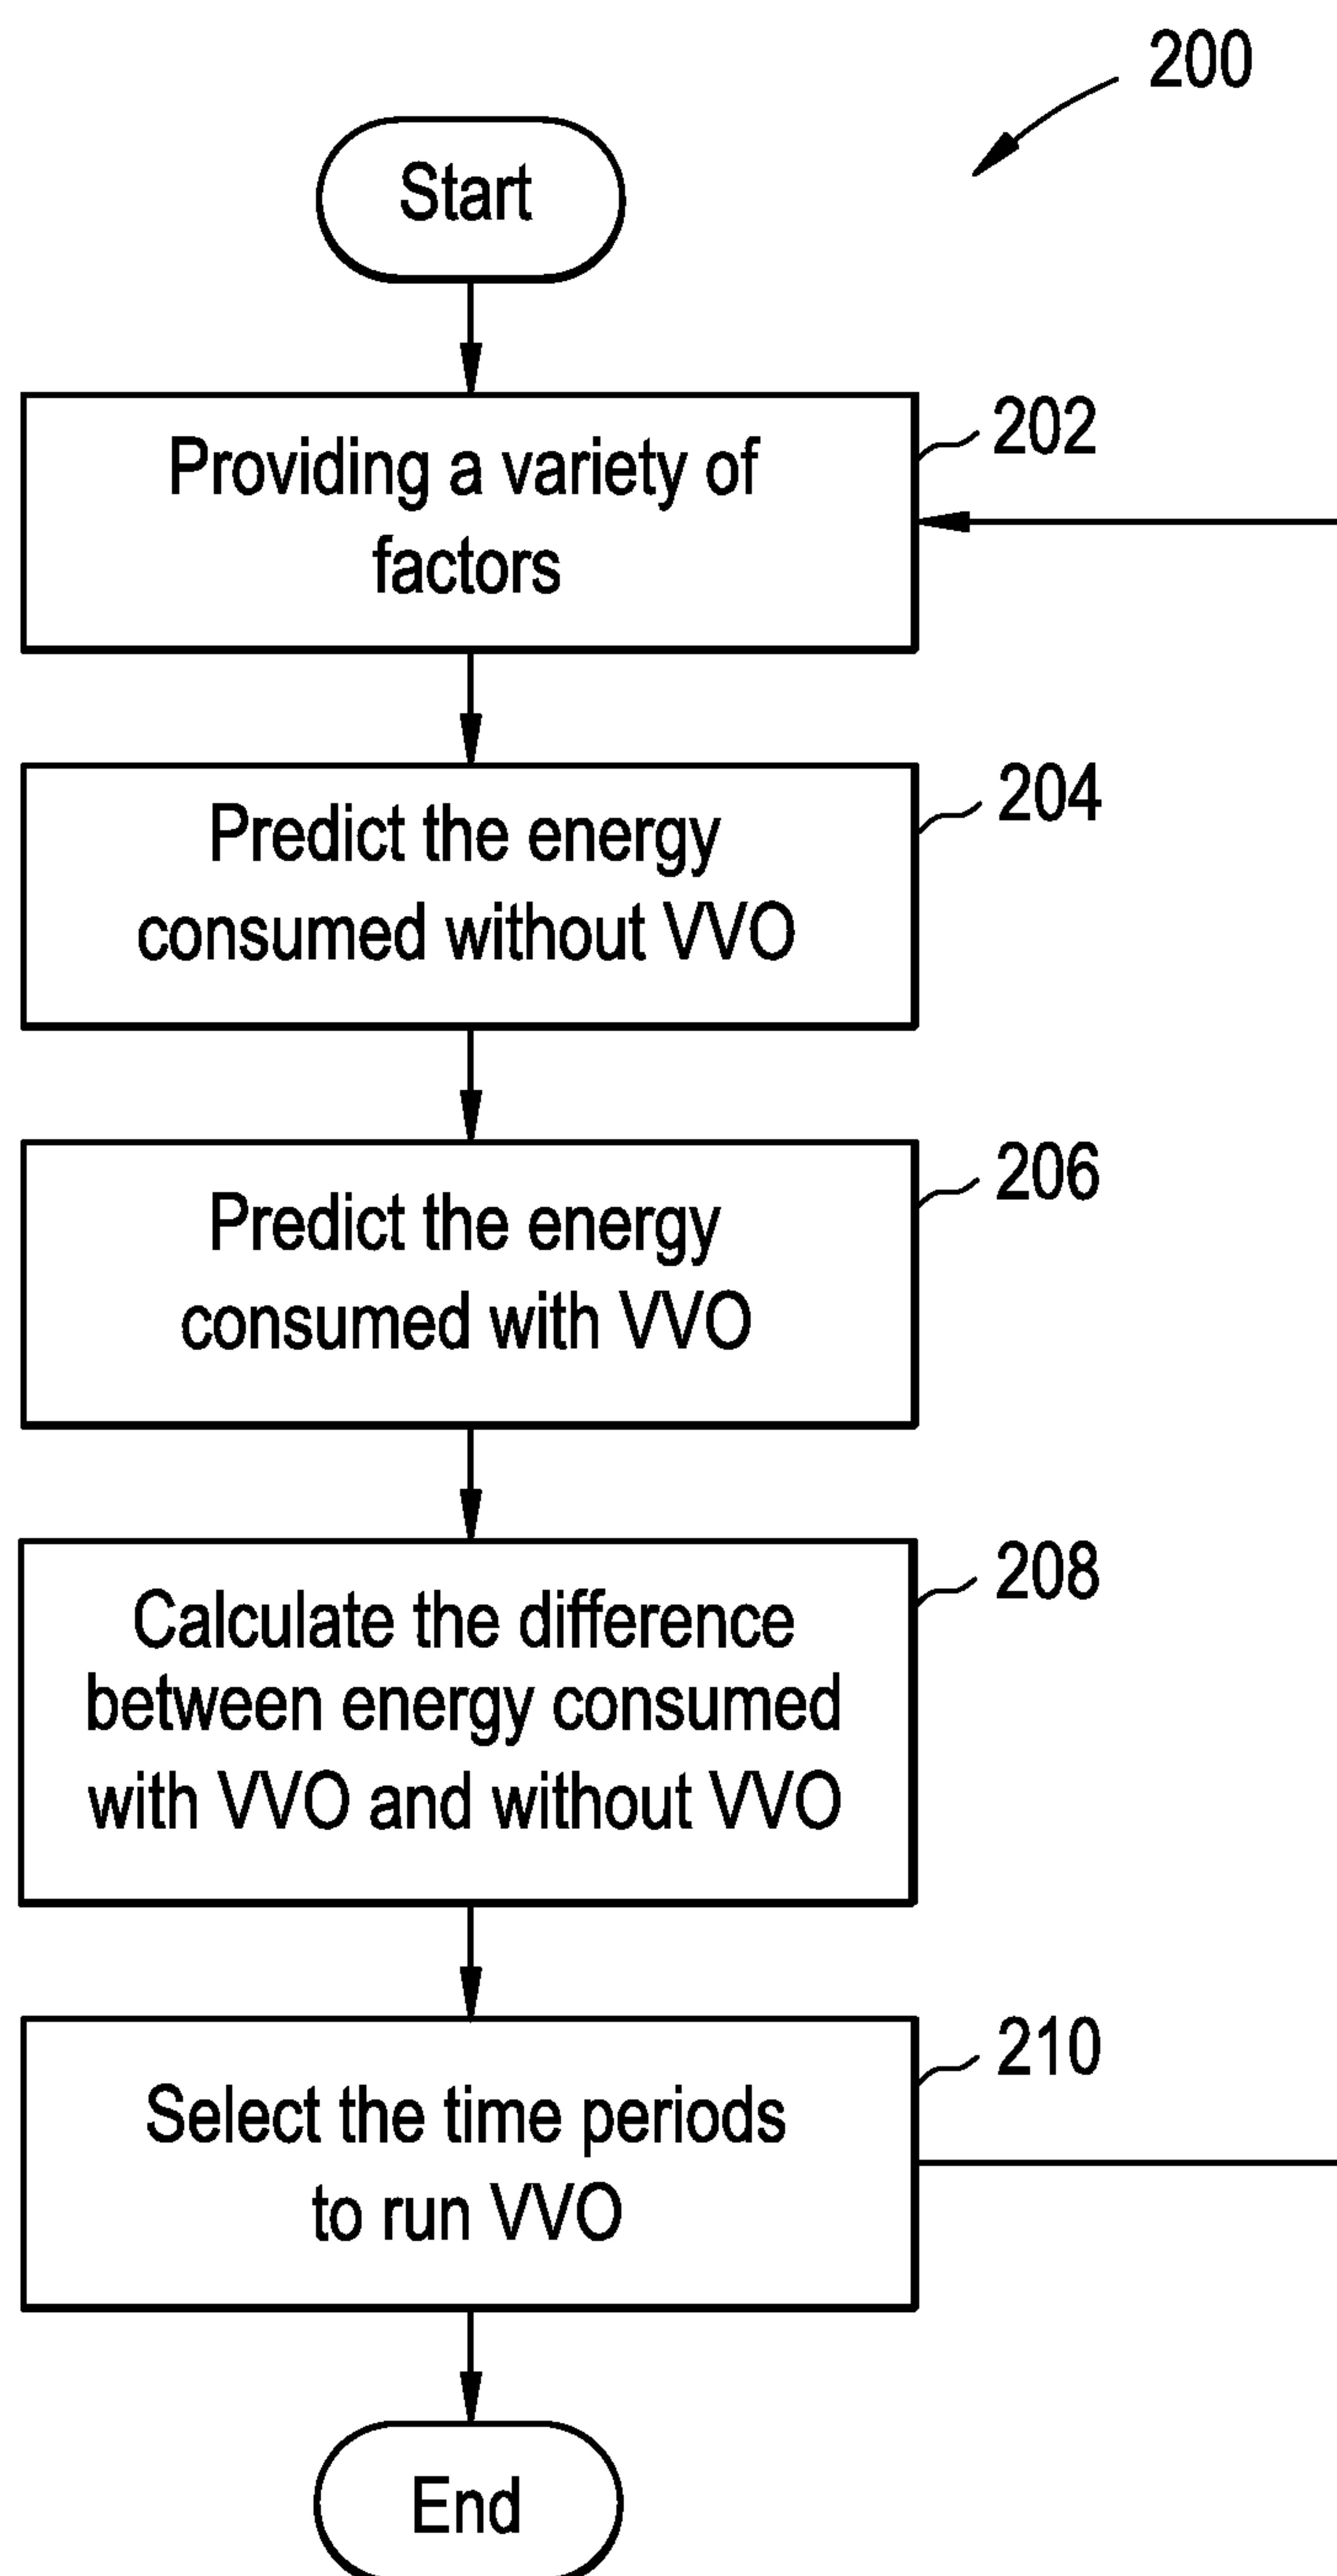 200
Start
202
Providing a variety of
factors
204
Predict the energy
consumed without VVO
206
Predict the energy
consumed with VVO
208
Calculate the difference
between energy consumed
with VVO and without VVO
210
Select the time periods
to run VVO
End